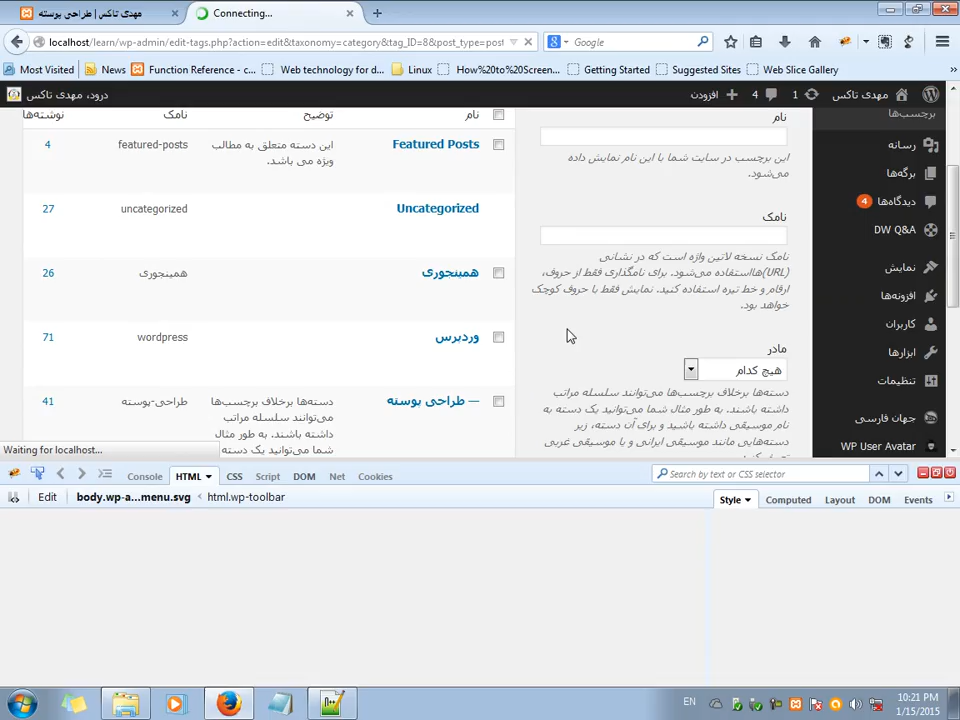 مهدی تاکس | طراحی پوسته
Connecting...
localhost/learn/wp-admin/edit-tags.php?action=edit&taxonomy=category&tag_ID=8&post_type=post
Google
Most Visited
News
Function Reference - c...
Web technology for d...
Linux
How%20to%20Screen...
Getting Started
Suggested Sites
Web Slice Gallery
مهدی تاکس
1
4
افزودن
درود، مهدی تاکس
برچسب‌ها
رسانه
برگه‌ها
دیدگاه‌ها 4
DW Q&A
نمایش
افزونه‌ها
کاربران
ابزارها
تنظیمات
جهان فارسی
WP User Avatar
نام
این برچسب در سایت شما با این نام نمایش داده
می‌شود.
نامک
نامک نسخه لاتین واژه است که در نشانی
(URL)هااستفاده می‌شود. برای نامگذاری فقط از حروف،
ارقام و خط تیره استفاده کنید. نمایش فقط با حروف کوچک
خواهد بود.
مادر
هیچ کدام
دسته‌ها برخلاف برچسب‌ها می‌توانند سلسله مراتب
داشته باشند. به طور مثال شما می‌توانید یک دسته به
نام موسیقی داشته باشید و برای آن دسته، زیر
دسته‌هایی مانند موسیقی ایرانی و یا موسیقی غربی
نام
توضیح
نامک
نوشته‌ها
Featured Posts
این دسته متعلق به مطالب
ویژه می باشد.
featured-posts
4
Uncategorized
uncategorized
27
همینجوری
همینجوری
26
وردپرس
wordpress
71
— طراحی پوسته
دسته‌ها برخلاف برچسب‌ها
می‌توانند سلسله مراتب
داشته باشند. به طور مثال
شما می‌توانید یک دسته
طراحی-پوسته
41
Waiting for localhost...
Console
HTML
CSS
Script
DOM
Net
Cookies
Search by text or CSS selector
Edit
body.wp-a...menu.svg
html.wp-toolbar
Style
Computed
Layout
DOM
Events
EN
10:21 PM
1/15/2015